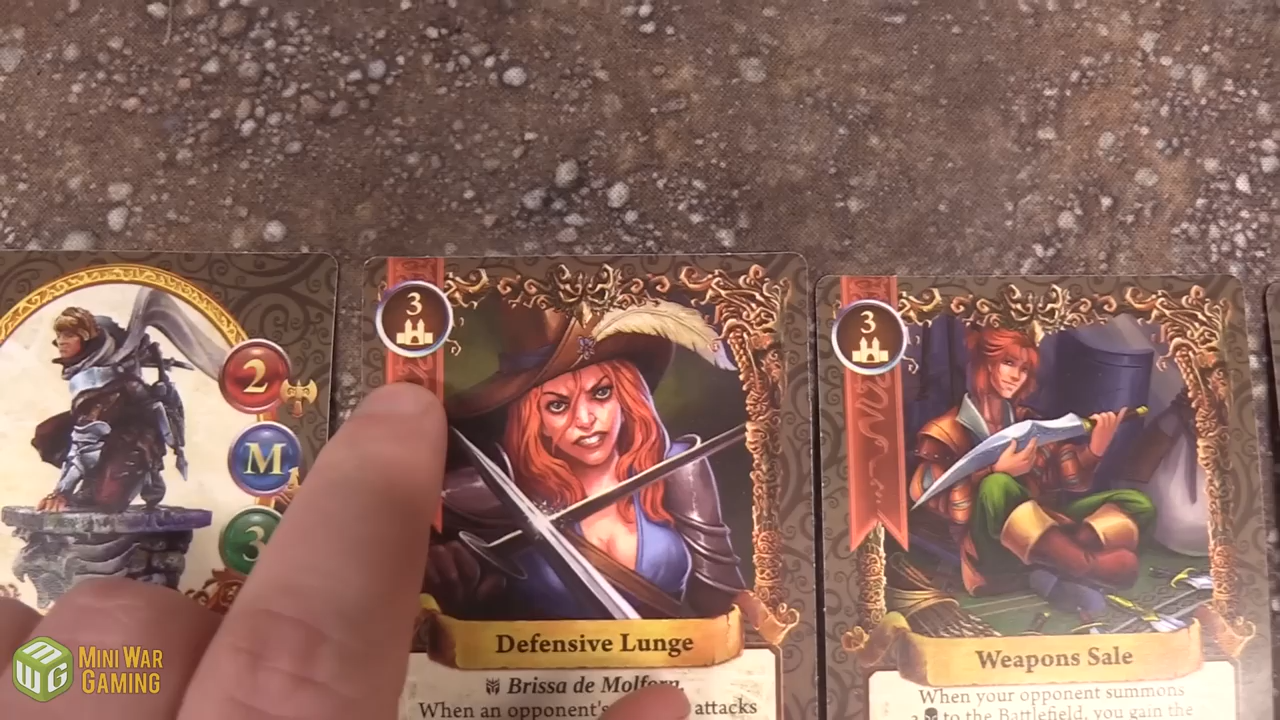 2
M
3
3
Defensive Lunge
Brissa de Molforn.
When an opponent's attacks
3
Weapons Sale
When your opponent summons
a to the Battlefield, you gain the
MWG
MINI WAR
GAMING